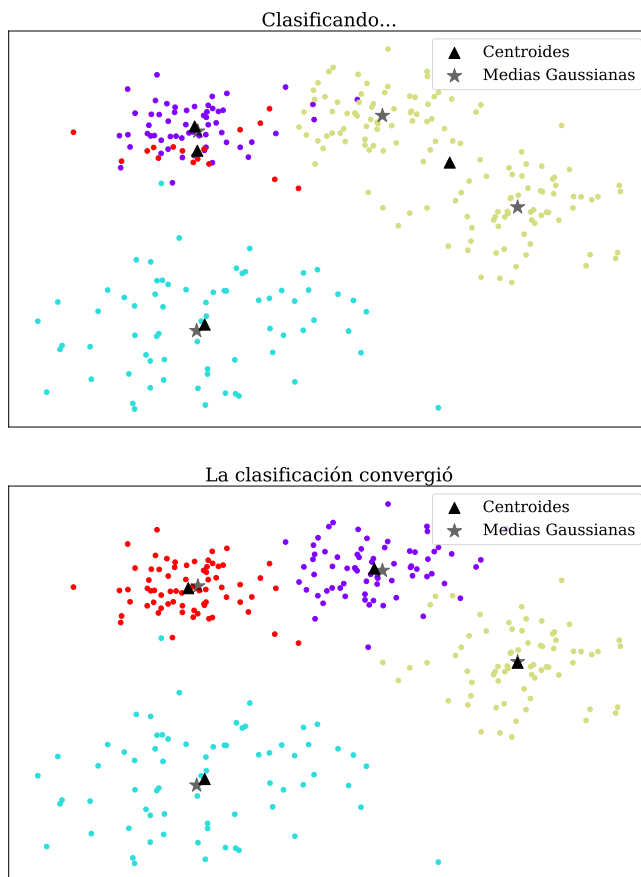 Clasificando...
Centroides
Medias Gaussianas
La clasificación convergió
Centroides
Medias Gaussianas